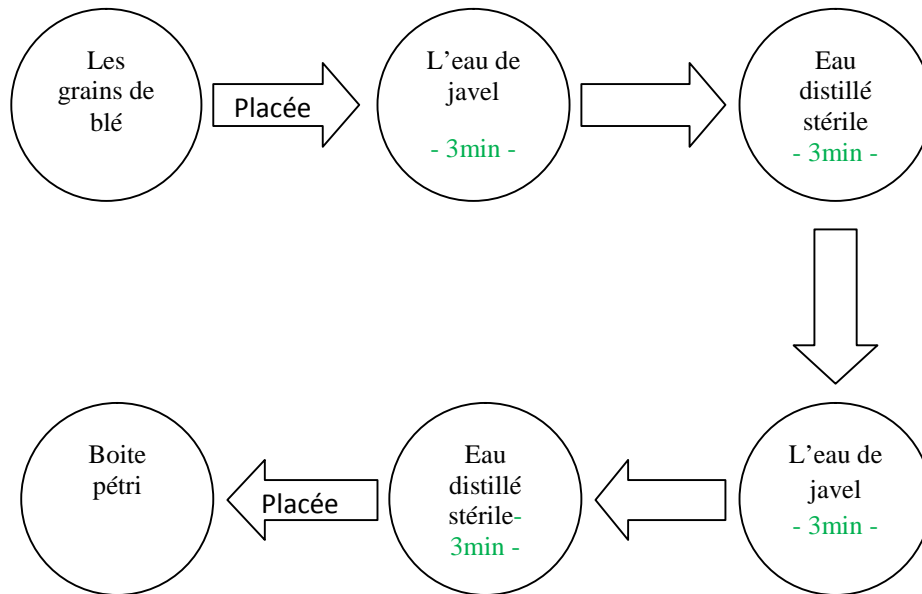 Les
grains de
blé
Placée
L'eau de
javel
- 3min -
Eau
distillé
stérile
- 3min -
L'eau de
javel
- 3min -
Eau
distillé
stérile-
3min -
Placée
Boite
pétri